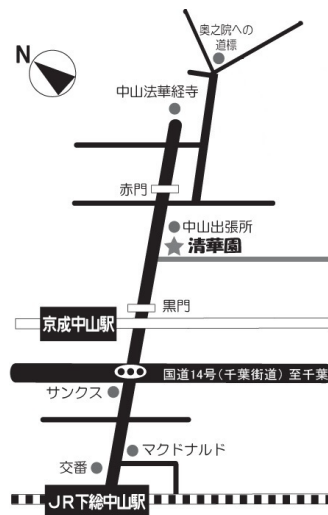 奥之院への
道標
N
中山法華経寺
赤門
中山出張所
清華園
黒門
京成中山駅
国道14号(千葉街道) 至千葉
サンクス
マクドナルド
交番
JR下総中山駅